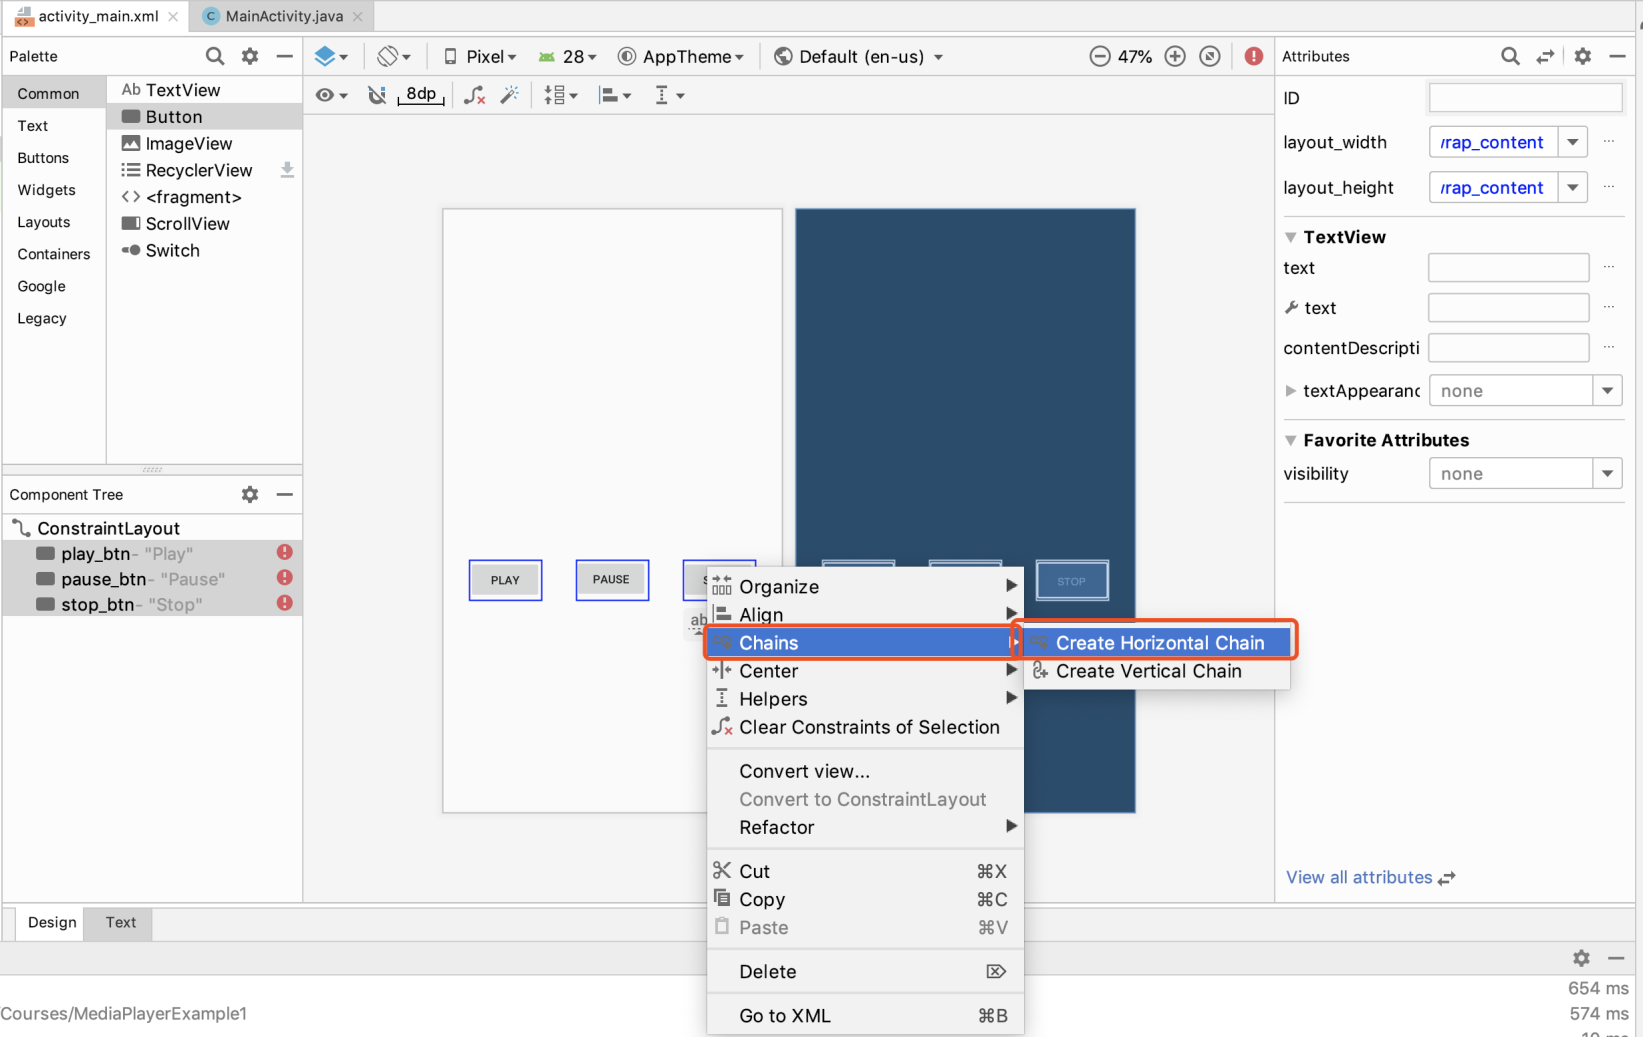 activity_main.xml
MainActivity.java
Palette
Common
Text
Buttons
Widgets
Layouts
Containers
Google
Legacy
Ab TextView
Button
ImageView
RecyclerView
<fragment>
ScrollView
Switch
Pixel
28
AppTheme
Default (en-us)
47%
8dp
Attributes
ID
layout_width
rap_content
layout_height
rap_content
TextView
text
text
contentDescripti
textAppearanc
none
Favorite Attributes
visibility
none
View all attributes
Component Tree
ConstraintLayout
play_btn- "Play"
pause_btn- "Pause"
stop_btn- "Stop"
PLAY
PAUSE
S
ab
STOP
Organize
Align
Chains
Center
Helpers
Clear Constraints of Selection
Convert view...
Convert to ConstraintLayout
Refactor
Cut ⌘X
Copy ⌘C
Paste ⌘V
Delete
Go to XML ⌘B
Create Horizontal Chain
Create Vertical Chain
Design
Text
654 ms
/Courses/MediaPlayerExample1
574 ms